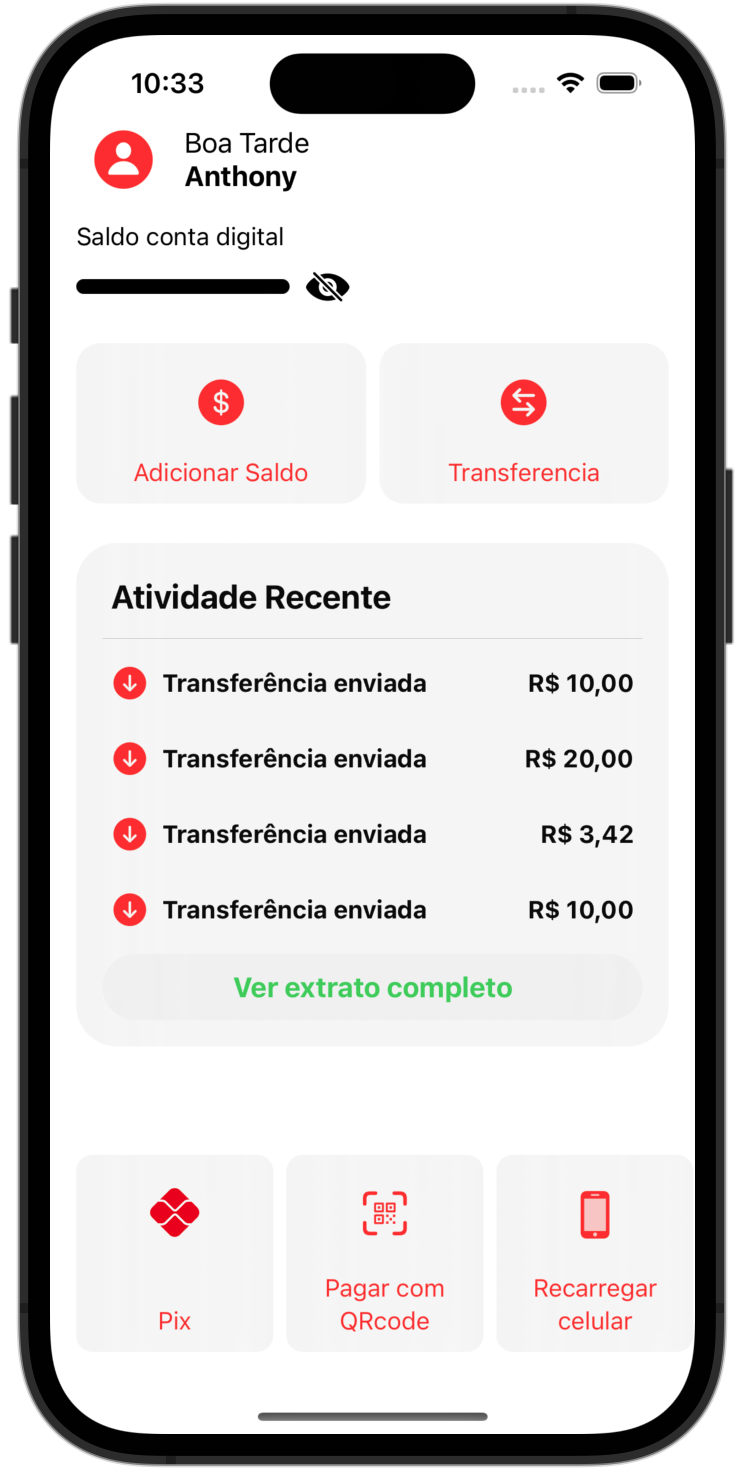 10:33
Boa Tarde
Anthony
Saldo conta digital
$
Adicionar Saldo
Transferencia
Atividade Recente
Transferência enviada R$ 10,00
Transferência enviada R$ 20,00
Transferência enviada R$ 3,42
Transferência enviada R$ 10,00
Ver extrato completo
Pix
Pagar com
QRcode
Recarregar
celular